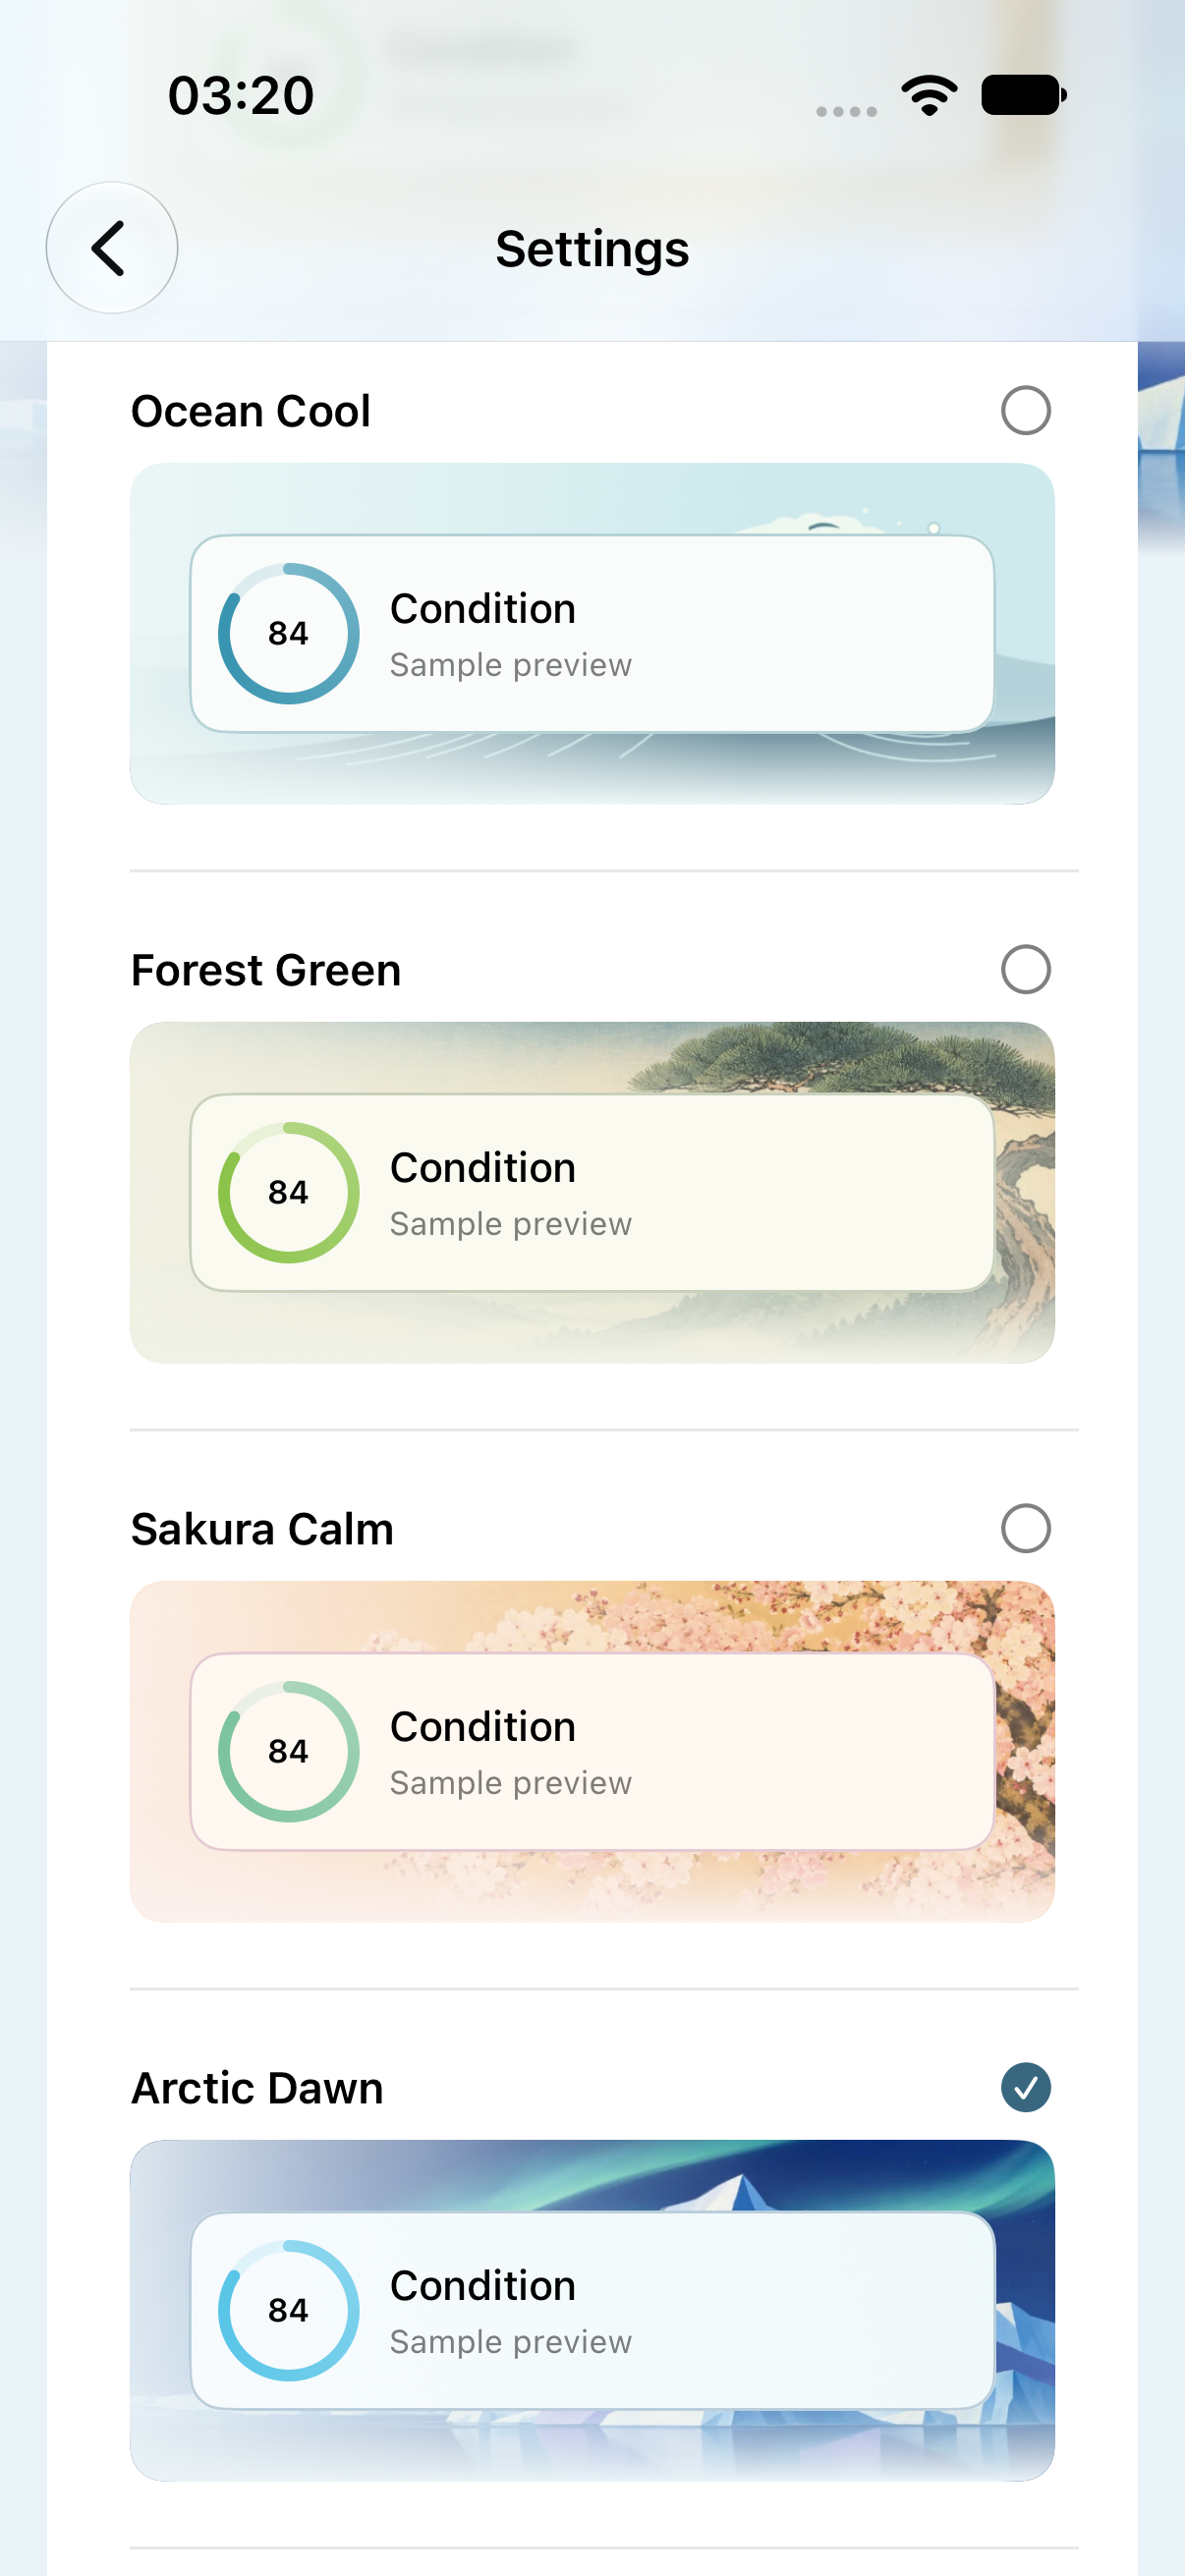 03:20
Settings
Ocean Cool
84
Condition
Sample preview
Forest Green
84
Condition
Sample preview
Sakura Calm
84
Condition
Sample preview
Arctic Dawn
84
Condition
Sample preview